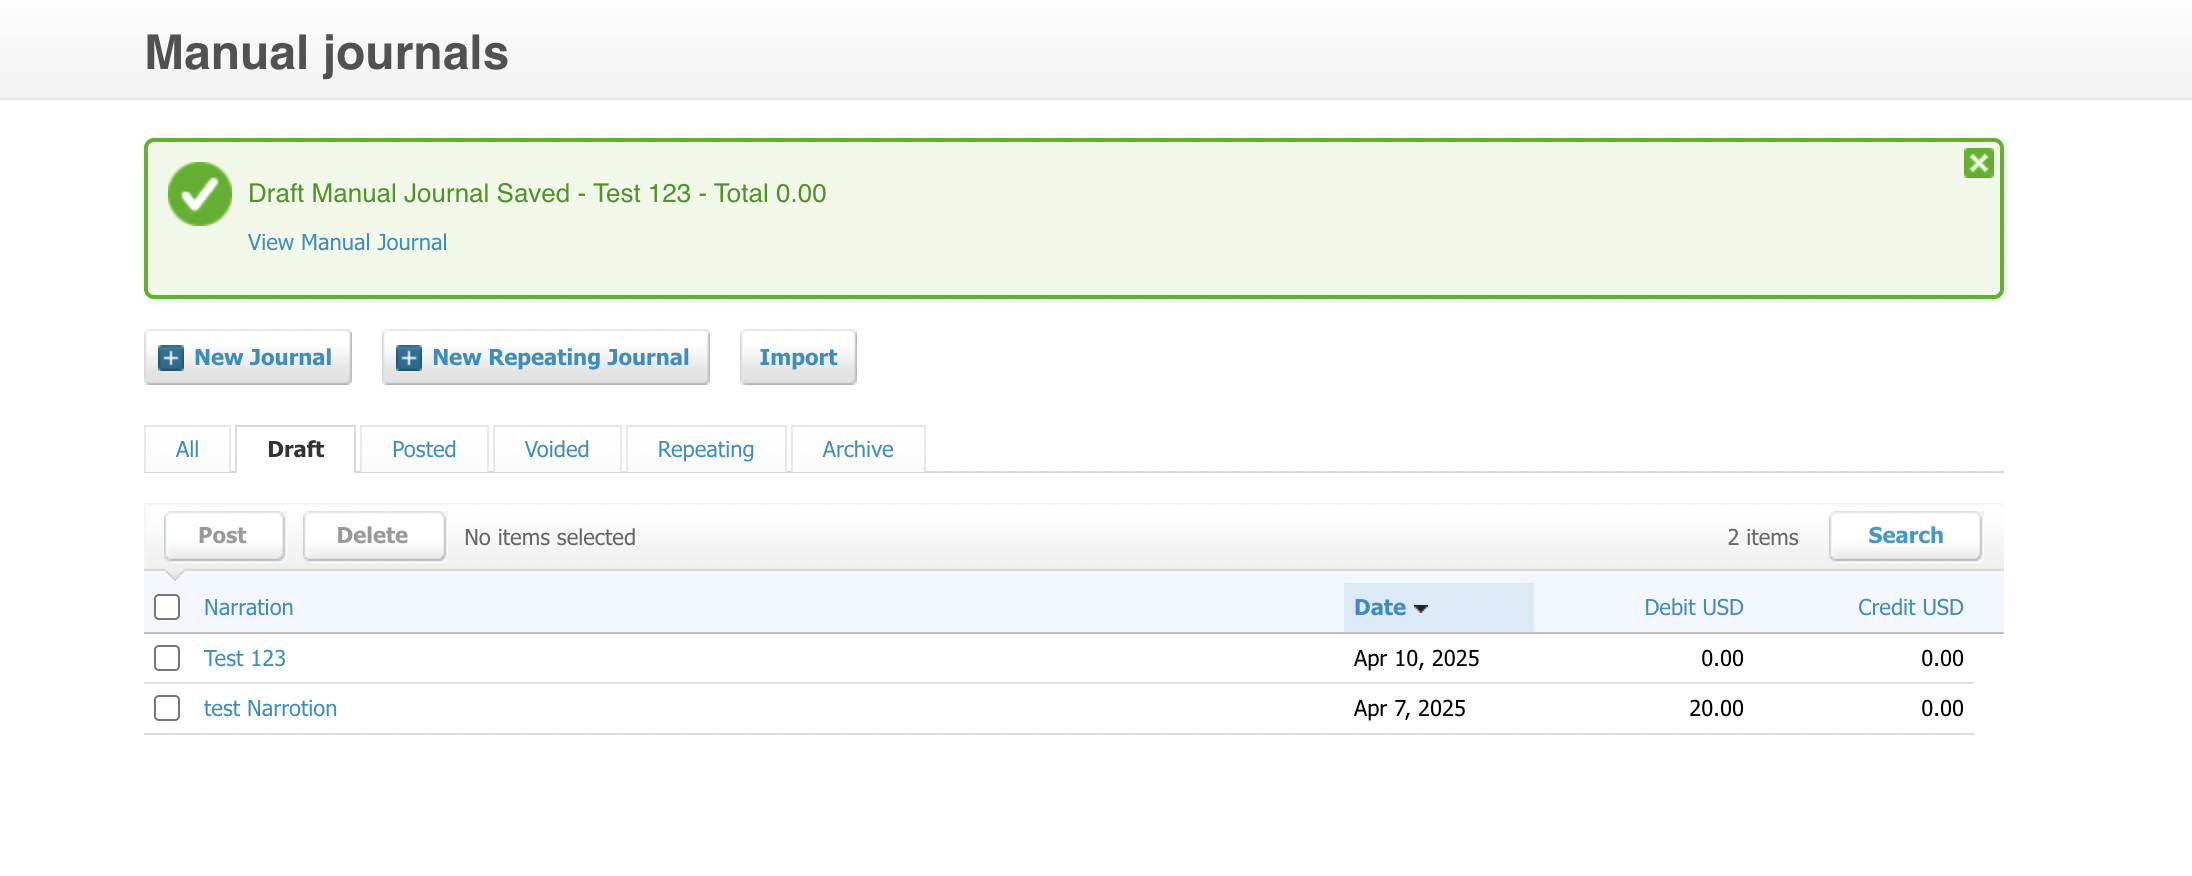 Manual journals
Draft Manual Journal Saved - Test 123 - Total 0.00
View Manual Journal
New Journal New Repeating Journal Import
All Draft Posted Voided Repeating Archive
Post Delete No items selected 2 items Search
Narration Date Debit USD Credit USD
Test 123 Apr 10, 2025 0.00 0.00
test Narrotion Apr 7, 2025 20.00 0.00